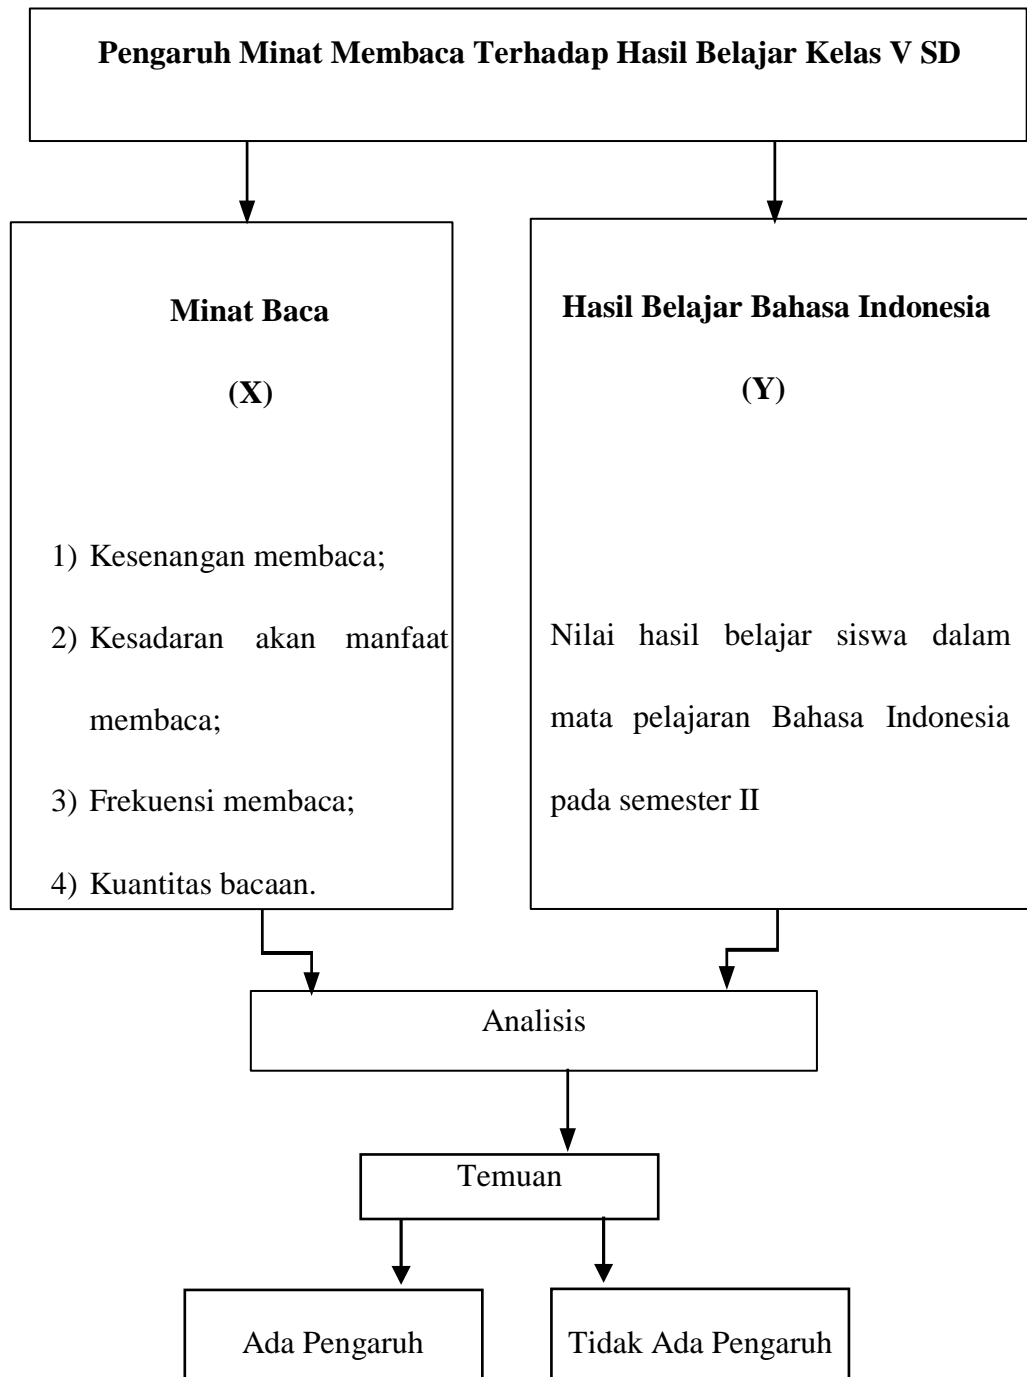 Pengaruh Minat Membaca Terhadap Hasil Belajar Kelas V SD
Minat Baca
(X)
1) Kesenangan membaca;
2) Kesadaran akan manfaat
membaca;
3) Frekuensi membaca;
4) Kuantitas bacaan.
Hasil Belajar Bahasa Indonesia
(Y)
Nilai hasil belajar siswa dalam
mata pelajaran Bahasa Indonesia
pada semester II
Analisis
Temuan
Ada Pengaruh
Tidak Ada Pengaruh